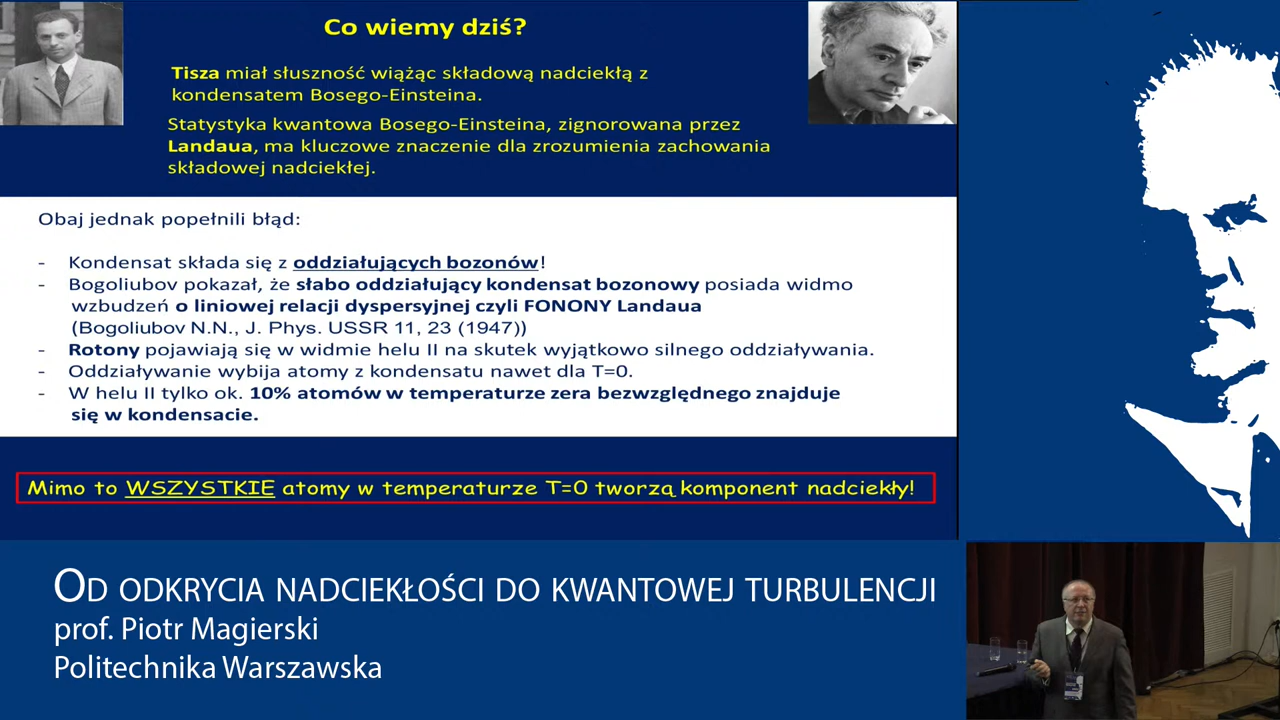 Co wiemy dziś?
Tisza miał słuszność wiążąc składową nadciekłą z
kondensatem Bosego-Einsteina.
Statystyka kwantowa Bosego-Einsteina, zignorowana przez
Landaua, ma kluczowe znaczenie dla zrozumienia zachowania
składowej nadciekłej.
Obaj jednak popełnili błąd:
- Kondensat składa się z oddziałujących bozonów!
- Bogoliubov pokazał, że słabo oddziałujący kondensat bozonowy posiada widmo
wzbudzeń o liniowej relacji dyspersyjnej czyli FONONY Landaua
(Bogoliubov N.N., J. Phys. USSR 11, 23 (1947))
- Rotony pojawiają się w widmie helu II na skutek wyjątkowo silnego oddziaływania.
- Oddziaływanie wybija atomy z kondensatu nawet dla T=0.
- W helu II tylko ok. 10% atomów w temperaturze zera bezwzględnego znajduje
się w kondensacie.
Mimo to WSZYSTKIE atomy w temperaturze T=0 tworzą komponent nadciekły!
OD ODKRYCIA NADCIEKŁOŚCI DO KWANTOWEJ TURBULENCJI
prof. Piotr Magierski
Politechnika Warszawska